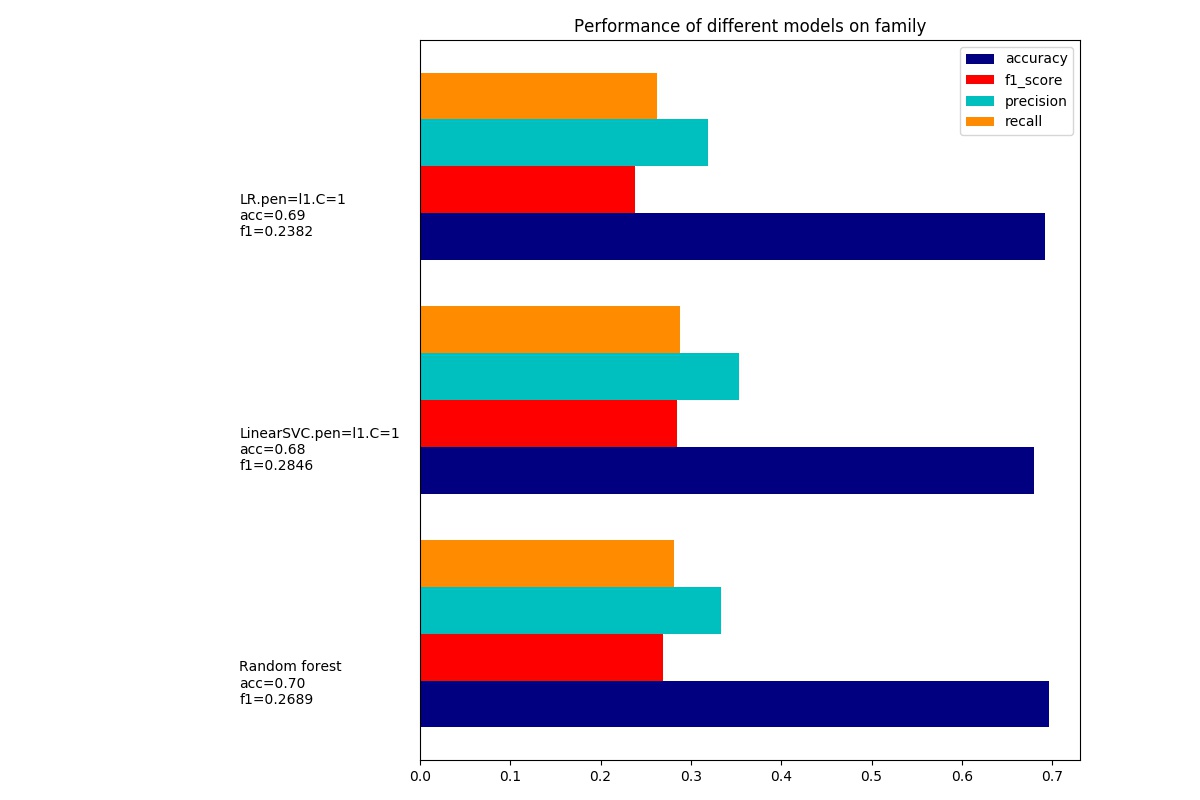 Performance of different models on family
accuracy
f1_score
precision
recall
LR.pen=l1.C=1
acc=0.69
f1=0.2382
LinearSVC.pen=l1.C=1
acc=0.68
f1=0.2846
Random forest
acc=0.70
f1=0.2689
0.0 0.1 0.2 0.3 0.4 0.5 0.6 0.7